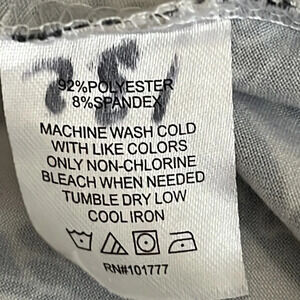 92%POLYESTER
8%SPANDEX
MACHINE WASH COLD
WITH LIKE COLORS
ONLY NON-CHLORINE
BLEACH WHEN NEEDED
TUMBLE DRY LOW
COOL IRON
RN#101777